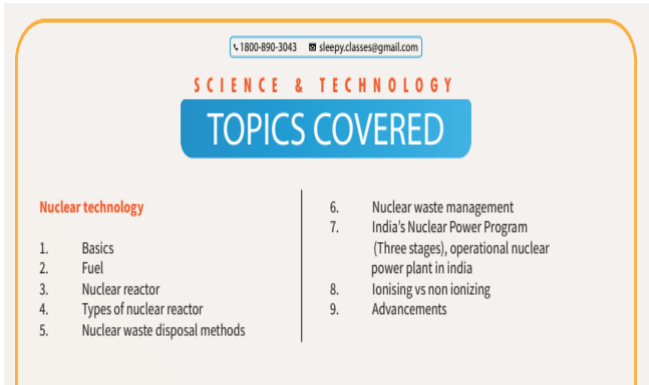 1800-890-3043 sleepy.classes@gmail.com
SCIENCE & TECHNOLOGY
TOPICS COVERED
Nuclear technology
1. Basics
2. Fuel
3. Nuclear reactor
4. Types of nuclear reactor
5. Nuclear waste disposal methods
6. Nuclear waste management
7. India's Nuclear Power Program
(Three stages), operational nuclear
power plant in india
8. Ionising vs non ionizing
9. Advancements